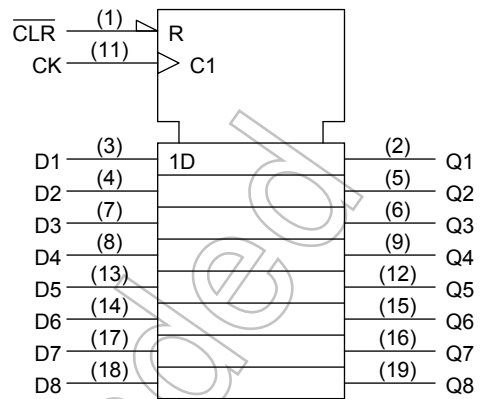 CLR (1) R
CK (11) C1
D1 (3) 1D (2) Q1
D2 (4) (5) Q2
D3 (7) (6) Q3
D4 (8) (9) Q4
D5 (13) (12) Q5
D6 (14) (15) Q6
D7 (17) (16) Q7
D8 (18) (19) Q8
ded